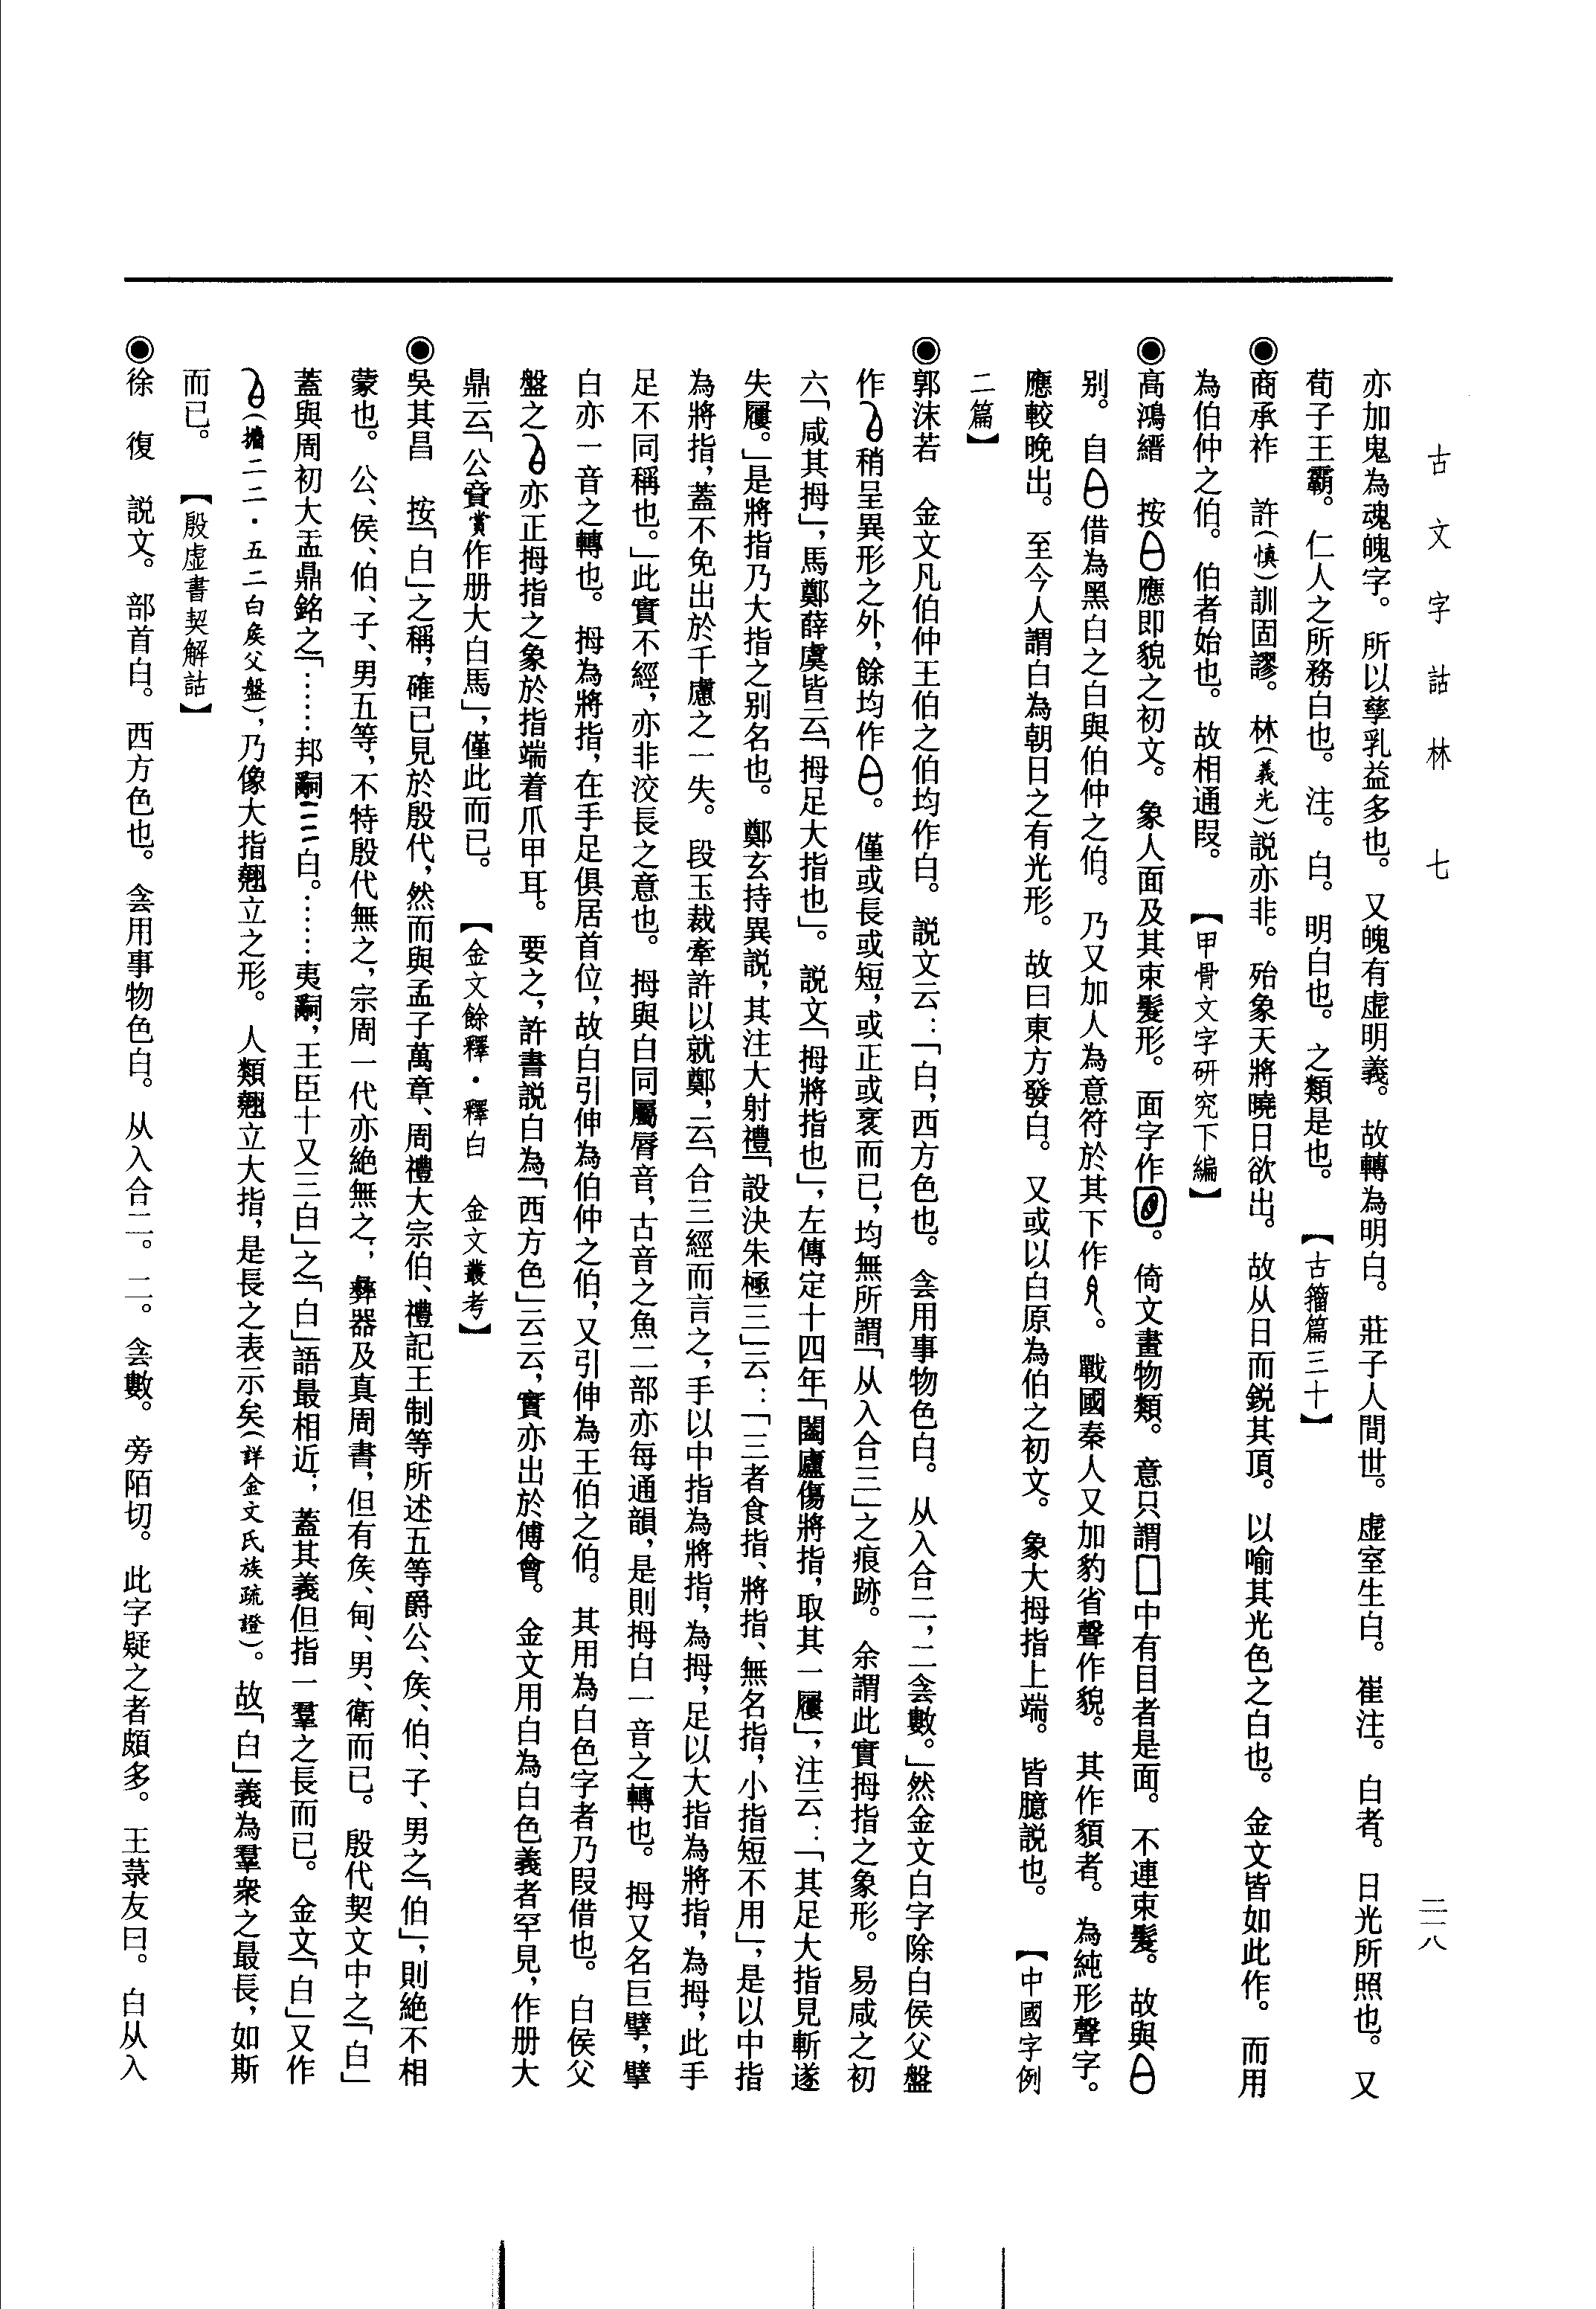 古文字詁林　七
二一八
亦加鬼為魂魄字。所以孳乳益多也。又魄有虛明義。故轉為明白。莊子人間世。虛室生白。崔注。白者。日光所照也。又
荀子王霸。仁人之所務白也。注。白。明白也。之類是也。　【古籀篇三十】
◉商承祚　許(慎)訓固謬。林(義光)説亦非。殆象天將曉日欲出。故从日而鋭其頂。以喻其光色之白也。金文皆如此作。而用
為伯仲之伯。伯者始也。故相通叚。　【甲骨文字研究下編】
◉高鴻縉　按應即貌之初文。象人面及其束髮形。面字作。倚文畫物類。意只謂中有目者是面。不連束髮。故與
别。自借為黑白之白與伯仲之伯。乃又加人為意符於其下作。戰國秦人又加豹省聲作貌。其作額者。為純形聲字。
應較晚出。至今人謂白為朝日之有光形。故曰東方發白。又或以白原為伯之初文。象大拇指上端。皆臆説也。　【中國字例
二篇】
◉郭沫若　金文凡伯仲王伯之伯均作白。説文云：「白，西方色也。侌用事物色白。从入合二，二侌數。」然金文白字除白侯父盤
作稍呈異形之外，餘均作。僅或長或短，或正或衺而已，均無所謂「从入合三」之痕跡。余謂此實拇指之象形。易咸之初
六「咸其拇」，馬鄭薛虞皆云「拇足大指也」。説文「拇將指也」，左傳定十四年「闔廬傷將指，取其一屨」，注云：「其足大指見斬遂
失屨。」是將指乃大指之别名也。鄭玄持異説，其注大射禮「設決朱極三」云：「三者食指、將指、無名指，小指短不用」，是以中指
為將指，蓋不免出於千慮之一失。段玉裁牽許以就鄭，云「合三經而言之，手以中指為將指，為拇，足以大指為將指，為拇，此手
足不同稱也。」此實不經，亦非洨長之意也。拇與白同屬脣音，古音之魚二部亦每通韻，是則拇白一音之轉也。拇又名巨擘，擘
白亦一音之轉也。拇為將指，在手足俱居首位，故白引伸為伯仲之伯，又引伸為王伯之伯。其用為白色字者乃叚借也。白侯父
盤之亦正拇指之象於指端着爪甲耳。要之，許書説白為「西方色」云云，實亦出於傅會。金文用白為白色義者罕見，作册大
鼎云「公賞作册大白馬」，僅此而已。　【金文餘釋·釋白　金文叢考】
◉吳其昌　按「白」之稱，確已見於殷代，然而與孟子萬章、周禮大宗伯、禮記王制等所述五等爵公、矦、伯、子、男之「伯」，則絶不相
蒙也。公、侯、伯、子、男五等，不特殷代無之，宗周一代亦絶無之，彝器及真周書，但有矦、甸、男、衛而已。殷代契文中之「白」
蓋與周初大盂鼎銘之「……邦嗣三白。……夷嗣，王臣十又三白」之「白」語最相近；蓋其義但指一羣之長而已。金文「白」又作
(攈二二·五二白矦父盤)，乃像大指翹立之形。人類翹立大指，是長之表示矣(詳金文氏族疏證)。故「白」義為羣衆之最長，如斯
而已。　【殷虛書契解詁】
◉徐　復　説文。部首白。西方色也。侌用事物色白。从入合二。二。侌數。旁陌切。此字疑之者頗多。王菉友曰。白从入